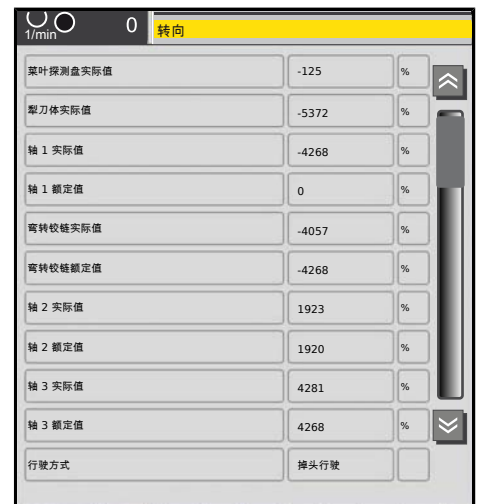 1/min
0
转向
菜叶探测盘实际值 -125 %
犁刀体实际值 -5372 %
轴 1 实际值 -4268 %
轴 1 额定值 0 %
弯转铰链实际值 -4057 %
弯转铰链额定值 -4268 %
轴 2 实际值 1923 %
轴 2 额定值 1920 %
轴 3 实际值 4281 %
轴 3 额定值 4268 %
行驶方式 掉头行驶